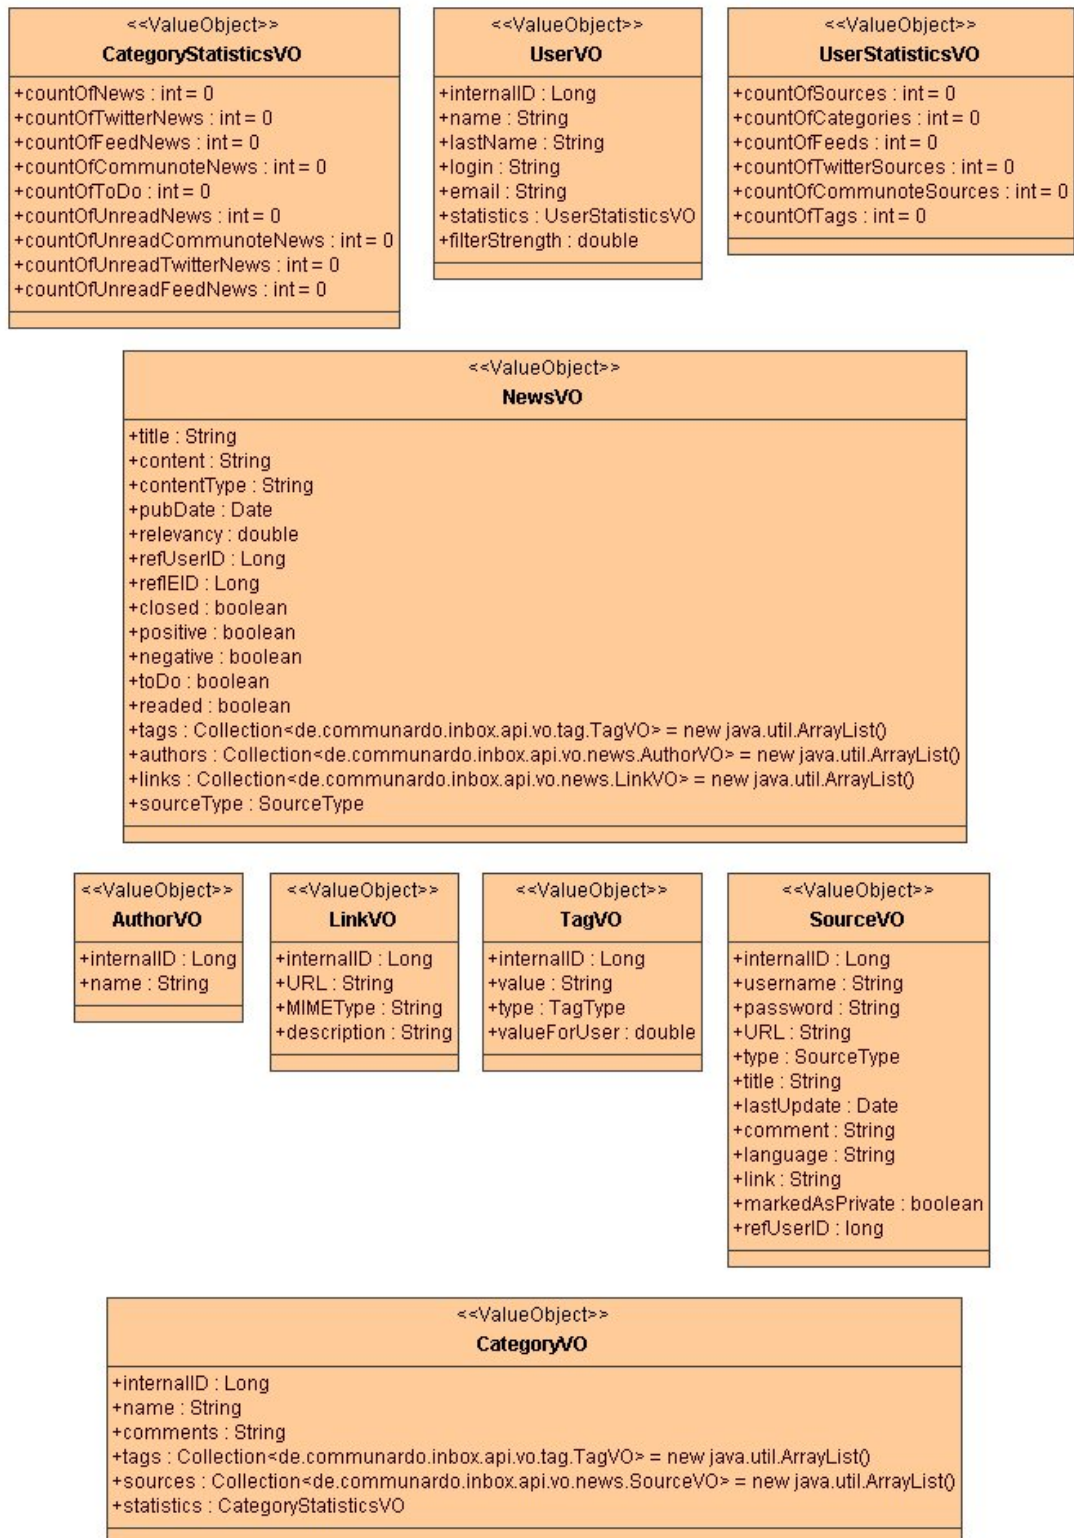 <<ValueObject>>
CategoryStatisticsVO
+countOfNews : int = 0
+countOfTwitterNews : int = 0
+countOfFeedNews : int = 0
+countOfCommunoteNews : int = 0
+countOfToDo : int = 0
+countOfUnreadNews : int = 0
+countOfUnreadCommunoteNews : int = 0
+countOfUnreadTwitterNews : int = 0
+countOfUnreadFeedNews : int = 0
<<ValueObject>>
UserVO
+internalID : Long
+name : String
+lastName : String
+login : String
+email : String
+statistics : UserStatisticsVO
+filterStrength : double
<<ValueObject>>
UserStatisticsVO
+countOfSources : int = 0
+countOfCategories : int = 0
+countOfFeeds : int = 0
+countOfTwitterSources : int = 0
+countOfCommunoteSources : int = 0
+countOfTags : int = 0
<<ValueObject>>
NewsVO
+title : String
+content : String
+contentType : String
+pubDate : Date
+relevancy : double
+refUserID : Long
+refIEID : Long
+closed : boolean
+positive : boolean
+negative : boolean
+toDo : boolean
+readed : boolean
+tags : Collection<de.communardo.inbox.api.vo.tag.TagVO> = new java.util.ArrayList()
+authors : Collection<de.communardo.inbox.api.vo.news.AuthorVO> = new java.util.ArrayList()
+links : Collection<de.communardo.inbox.api.vo.news.LinkVO> = new java.util.ArrayList()
+sourceType : SourceType
<<ValueObject>>
AuthorVO
+internalID : Long
+name : String
<<ValueObject>>
LinkVO
+internalID : Long
+URL : String
+MIMEType : String
+description : String
<<ValueObject>>
TagVO
+internalID : Long
+value : String
+type : TagType
+valueForUser : double
<<ValueObject>>
SourceVO
+internalID : Long
+username : String
+password : String
+URL : String
+type : SourceType
+title : String
+lastUpdate : Date
+comment : String
+language : String
+link : String
+markedAsPrivate : boolean
+refUserID : long
<<ValueObject>>
CategoryVO
+internalID : Long
+name : String
+comments : String
+tags : Collection<de.communardo.inbox.api.vo.tag.TagVO> = new java.util.ArrayList()
+sources : Collection<de.communardo.inbox.api.vo.news.SourceVO> = new java.util.ArrayList()
+statistics : CategoryStatisticsVO